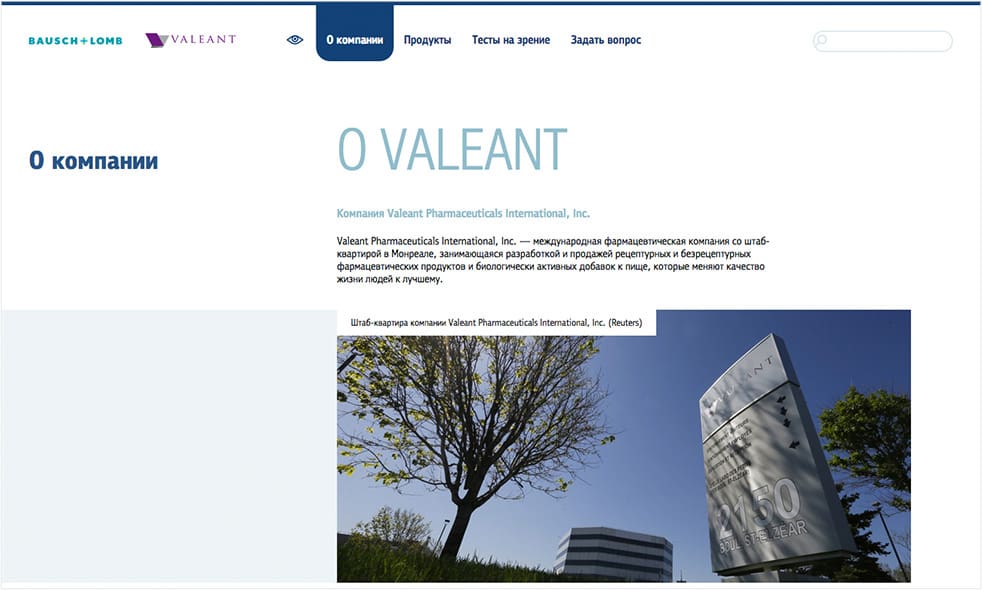 BAUSCH+LOMB VALEANT О компании Продукты Тесты на зрение Задать вопрос
О компании
О VALEANT
Компания Valeant Pharmaceuticals International, Inc.
Valeant Pharmaceuticals International, Inc. — международная фармацевтическая компания со штаб-
квартирой в Монреале, занимающаяся разработкой и продажей рецептурных и безрецептурных
фармацевтических продуктов и биологически активных добавок к пище, которые меняют качество
жизни людей к лучшему.
Штаб-квартира компании Valeant Pharmaceuticals International, Inc. (Reuters)
VALEANT
2150
BOUL ST-ELZEAR